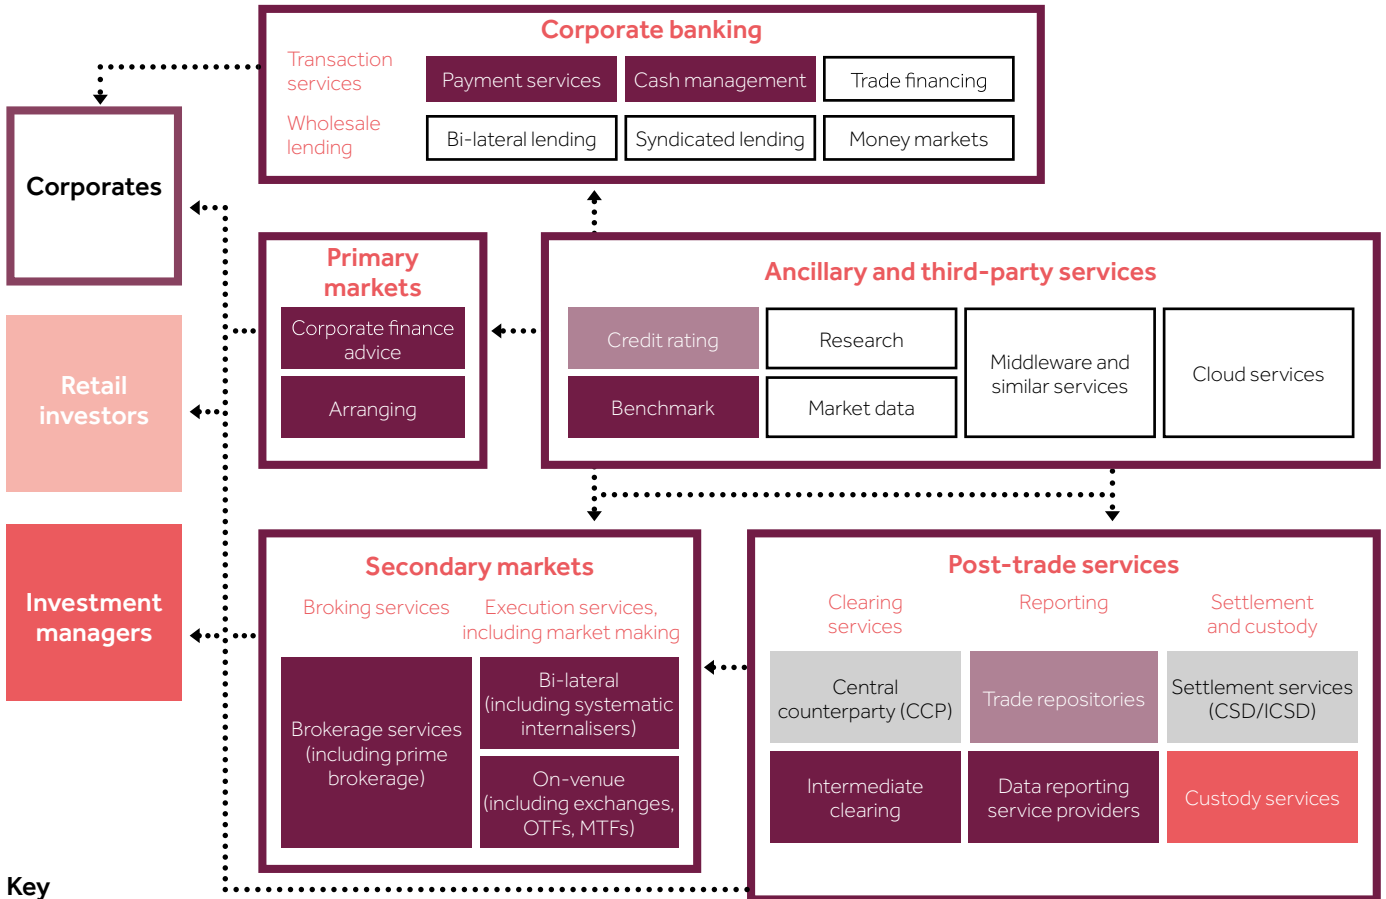 Corporate banking
Transaction
services
Payment services
Cash management
Trade financing
Wholesale
lending
Bi-lateral lending
Syndicated lending
Money markets
Corporates
Primary
markets
Corporate finance
advice
Arranging
Ancillary and third-party services
Credit rating
Research
Middleware and
similar services
Cloud services
Benchmark
Market data
Retail
investors
Investment
managers
Secondary markets
Broking services
Execution services,
including market making
Brokerage services
(including prime
brokerage)
Bi-lateral
(including systematic
internalisers)
On-venue
(including exchanges,
OTFs, MTFs)
Post-trade services
Clearing
services
Reporting
Settlement
and custody
Central
counterparty (CCP)
Trade repositories
Settlement services
(CSD/ICSD)
Intermediate
clearing
Data reporting
service providers
Custody services
Key